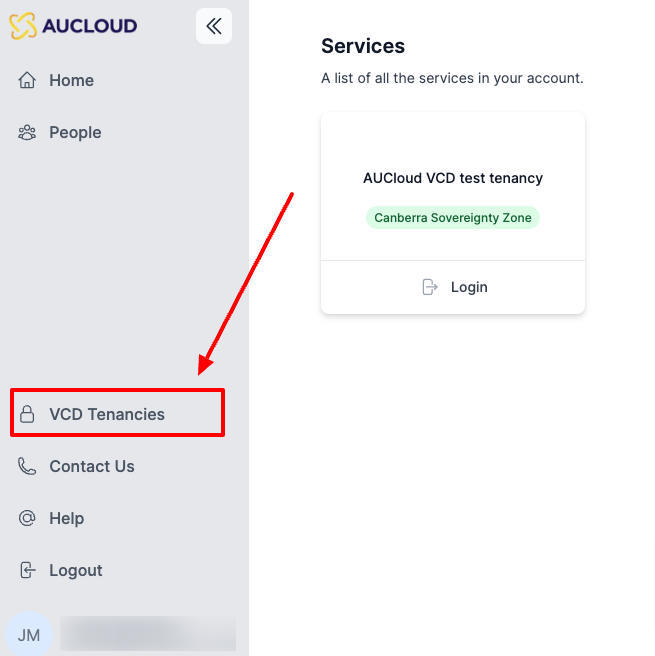 AUCLOUD
Home
People
VCD Tenancies
Contact Us
Help
Logout
JM
Services
A list of all the services in your account.
AUCloud VCD test tenancy
Canberra Sovereignty Zone
Login